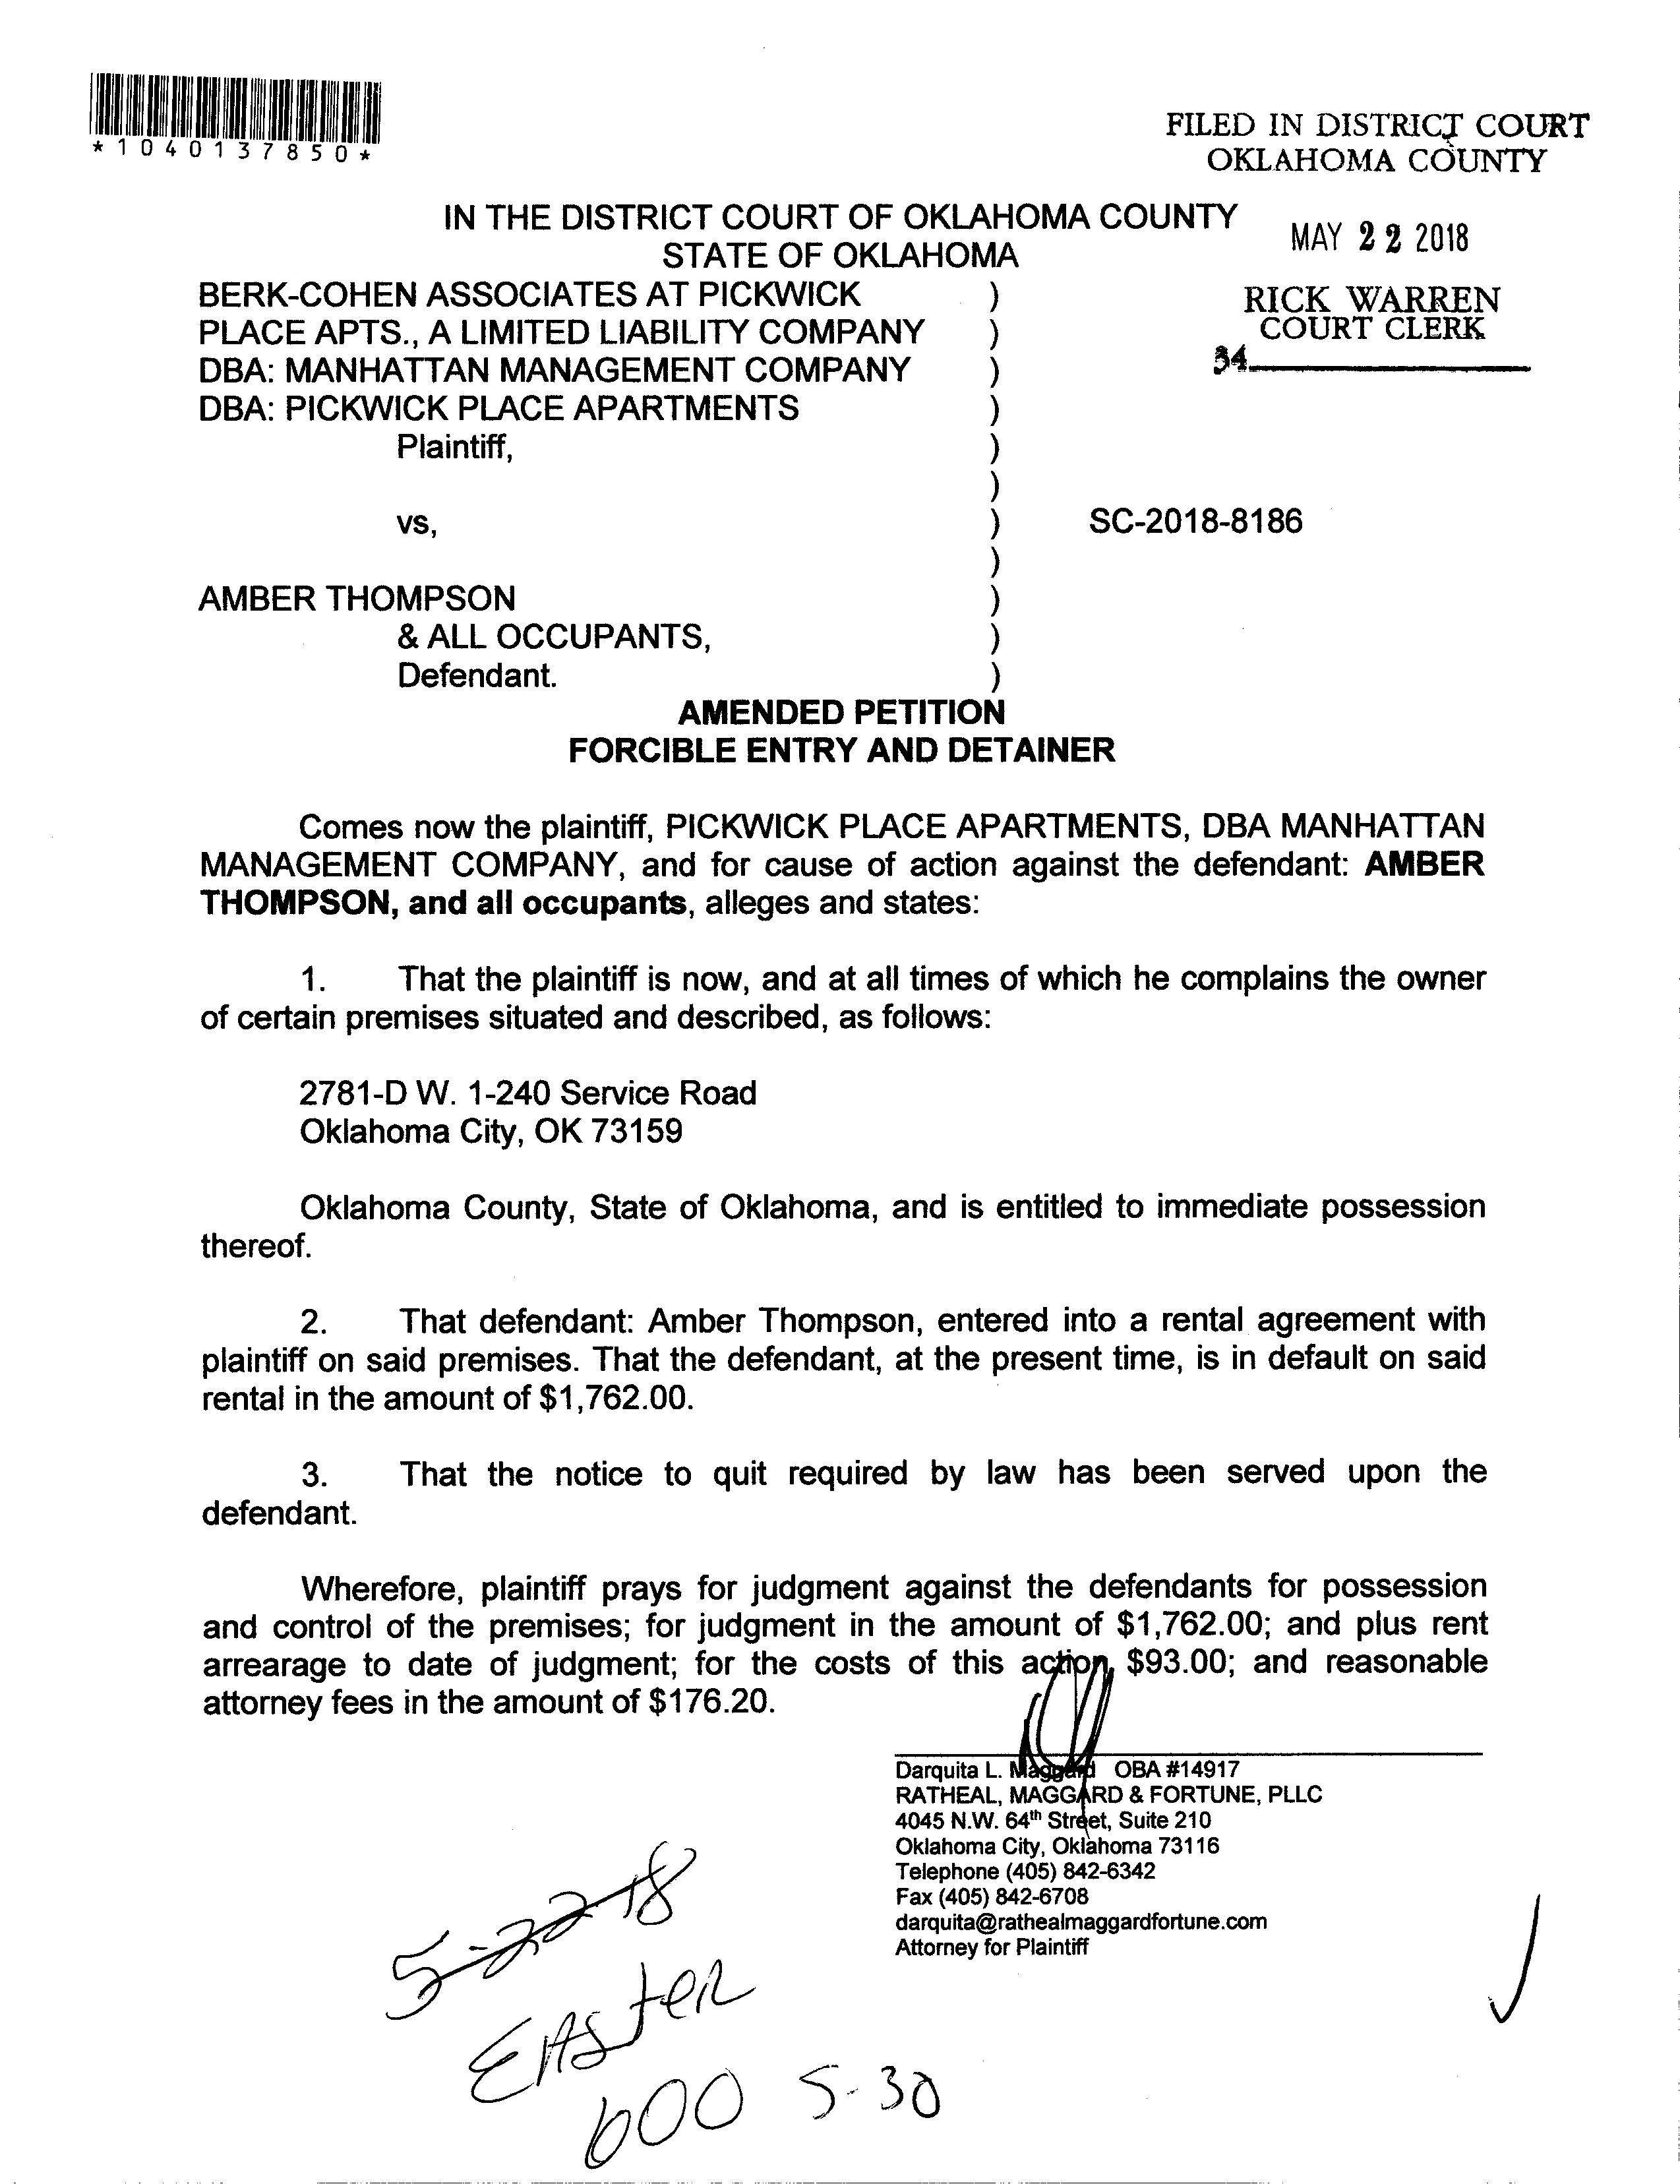 *1040137850*
FILED IN DISTRICT COURT
OKLAHOMA COUNTY
MAY 22 2018
RICK WARREN
COURT CLERK
34
IN THE DISTRICT COURT OF OKLAHOMA COUNTY
STATE OF OKLAHOMA
BERK-COHEN ASSOCIATES AT PICKWICK )
PLACE APTS., A LIMITED LIABILITY COMPANY )
DBA: MANHATTAN MANAGEMENT COMPANY )
DBA: PICKWICK PLACE APARTMENTS )
Plaintiff, )
)
vs, ) SC-2018-8186
)
AMBER THOMPSON )
& ALL OCCUPANTS, )
Defendant. )
AMENDED PETITION
FORCIBLE ENTRY AND DETAINER
Comes now the plaintiff, PICKWICK PLACE APARTMENTS, DBA MANHATTAN
MANAGEMENT COMPANY, and for cause of action against the defendant: AMBER
THOMPSON, and all occupants, alleges and states:
1. That the plaintiff is now, and at all times of which he complains the owner
of certain premises situated and described, as follows:
2781-D W. 1-240 Service Road
Oklahoma City, OK 73159
Oklahoma County, State of Oklahoma, and is entitled to immediate possession
thereof.
2. That defendant: Amber Thompson, entered into a rental agreement with
plaintiff on said premises. That the defendant, at the present time, is in default on said
rental in the amount of $1,762.00.
3. That the notice to quit required by law has been served upon the
defendant.
Wherefore, plaintiff prays for judgment against the defendants for possession
and control of the premises; for judgment in the amount of $1,762.00; and plus rent
arrearage to date of judgment; for the costs of this action, $93.00; and reasonable
attorney fees in the amount of $176.20.
Darquita L. Maggard OBA #14917
RATHEAL, MAGGARD & FORTUNE, PLLC
4045 N.W. 64th Street, Suite 210
Oklahoma City, Oklahoma 73116
Telephone (405) 842-6342
Fax (405) 842-6708
darquita@rathealmaggardfortune.com
Attorney for Plaintiff
5-22-18
EASTER
600 5-30